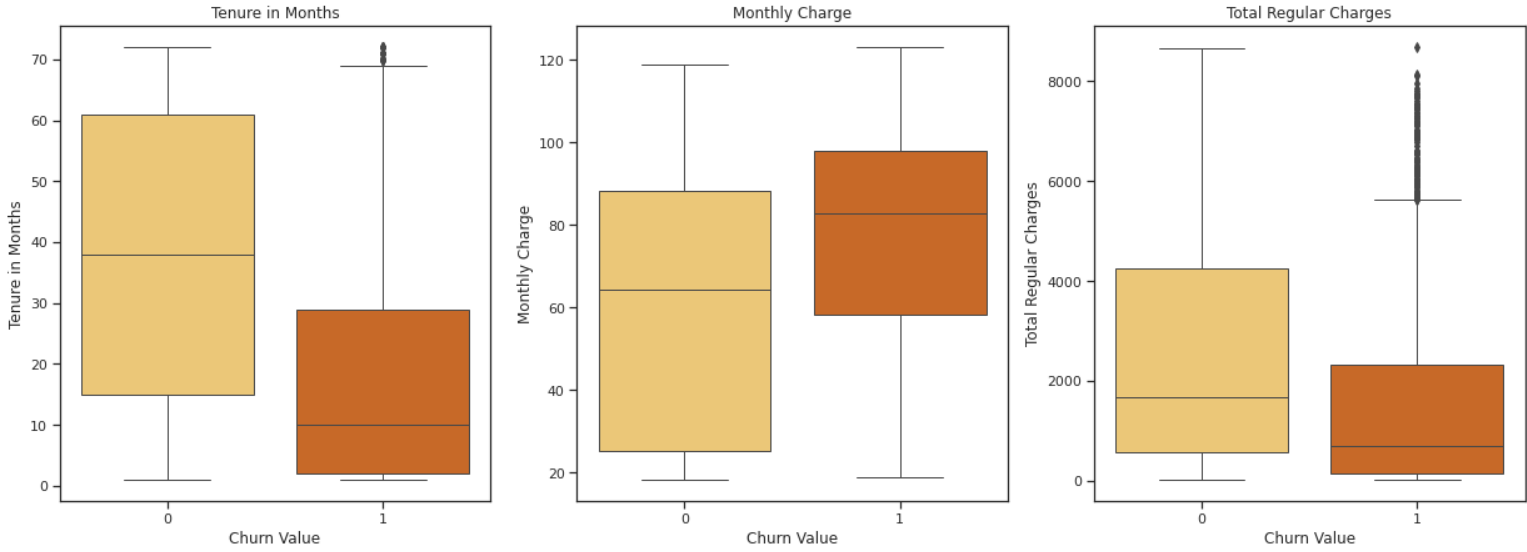 Tenure in Months
70
60
50
40
30
20
10
0
Tenure in Months
0
1
Churn Value
Monthly Charge
120
100
80
60
40
20
Monthly Charge
0
1
Churn Value
Total Regular Charges
8000
6000
4000
2000
0
Total Regular Charges
0
1
Churn Value